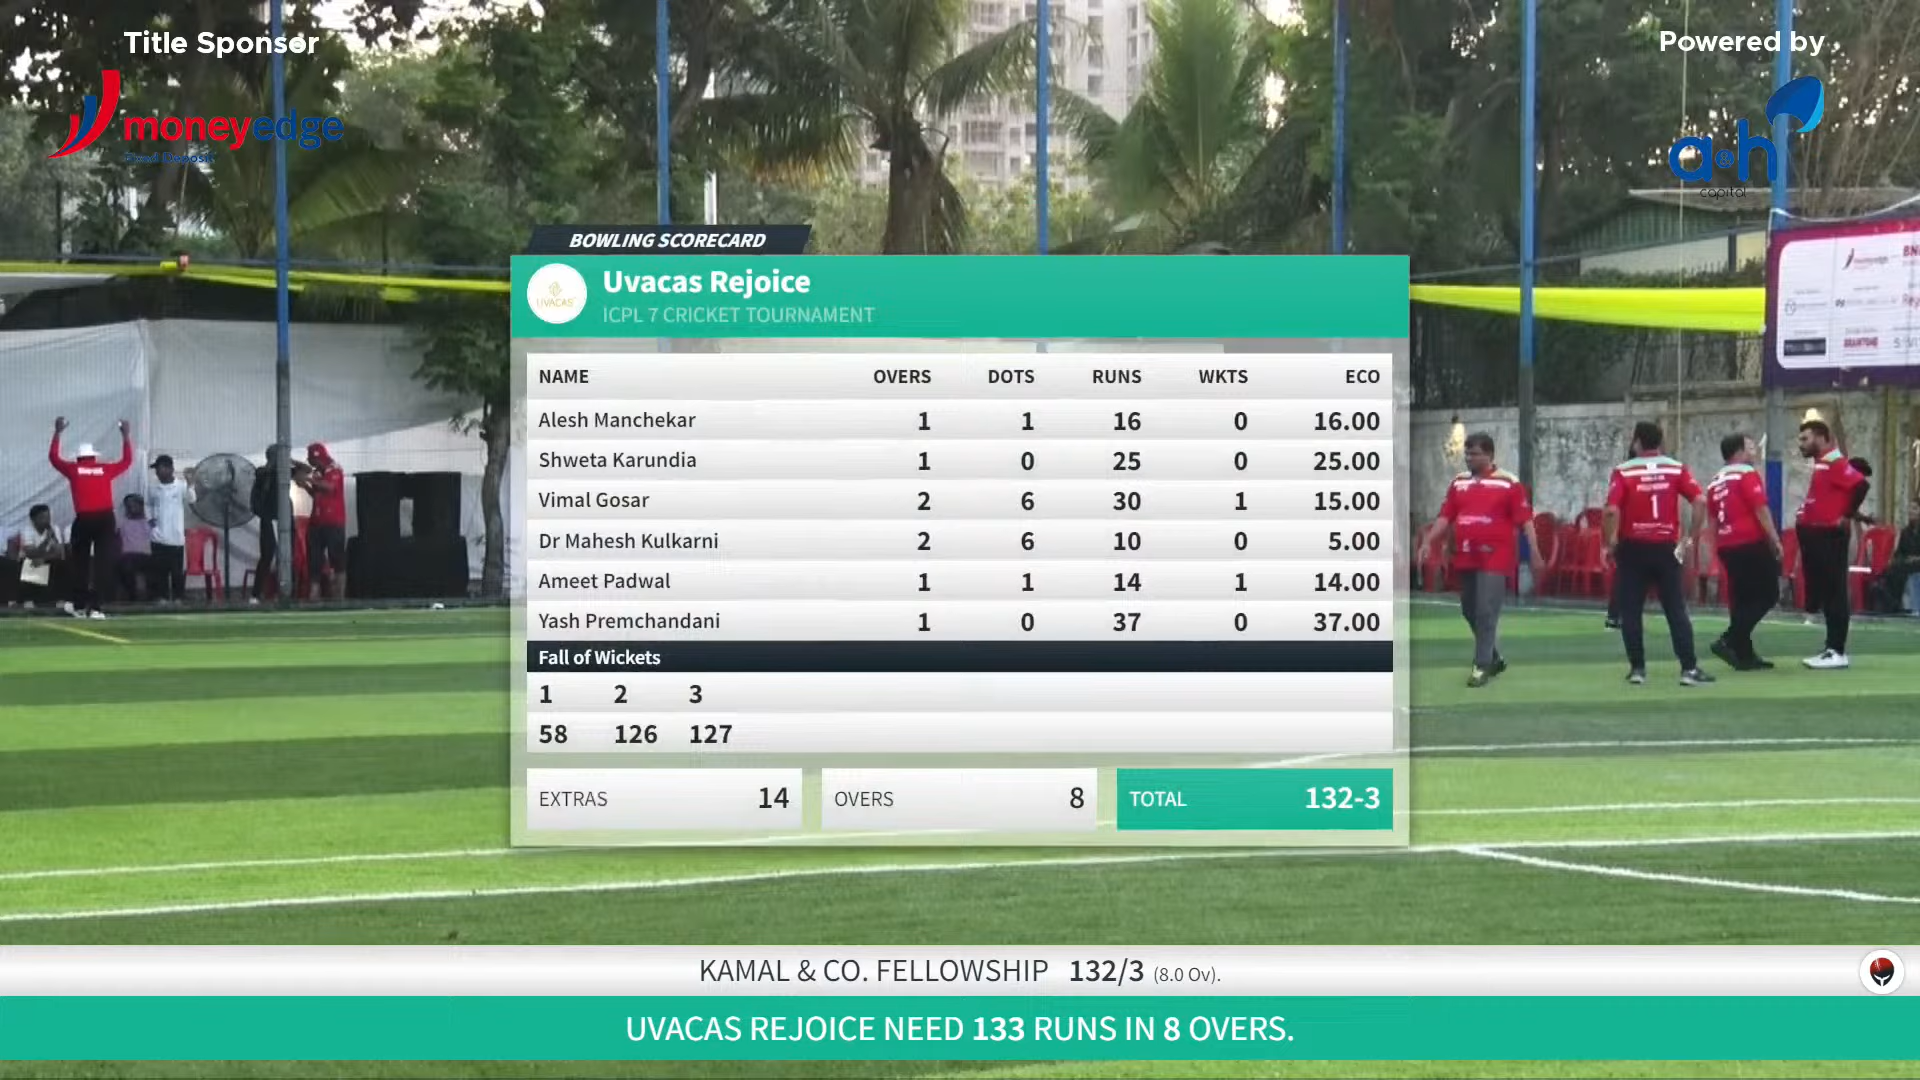 Title Sponsor
moneyedge
Fixed Deposit
Powered by
a&h
capital
BOWLING SCORECARD
UVACAS
Uvacas Rejoice
ICPL 7 CRICKET TOURNAMENT
NAME OVERS DOTS RUNS WKTS ECO
Alesh Manchekar 1 1 16 0 16.00
Shweta Karundia 1 0 25 0 25.00
Vimal Gosar 2 6 30 1 15.00
Dr Mahesh Kulkarni 2 6 10 0 5.00
Ameet Padwal 1 1 14 1 14.00
Yash Premchandani 1 0 37 0 37.00
Fall of Wickets
1 2 3
58 126 127
EXTRAS 14 OVERS 8 TOTAL 132-3
1
KAMAL & CO. FELLOWSHIP 132/3 (8.0 Ov).
UVACAS REJOICE NEED 133 RUNS IN 8 OVERS.